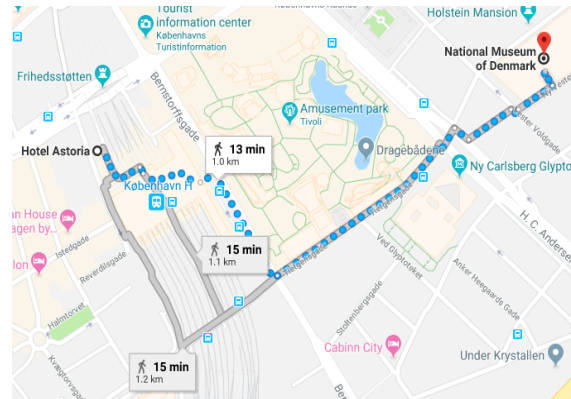 Tourist
information center
Københavns
Turistinformation
Holstein Mansion
National Museum
of Denmark
Frihedsstøtten
Bernstorffsgade
Amusement park
Tivoli
Hotel Astoria
13 min
1.0 km
Dragebådene
Vester Voldgade
Ny Carlsberg Glypto
København H
H. C. Andersen
Tietgensgade
Istedgade
Reverdilsgade
15 min
1.1 km
Tietgensgade
Ved Glyptoteket
Anker Heegaards Gade
Stoltenbergsgade
Halmtorvet
Cabinn City
Under Krystallen
15 min
1.2 km
Kvægtorvsgade